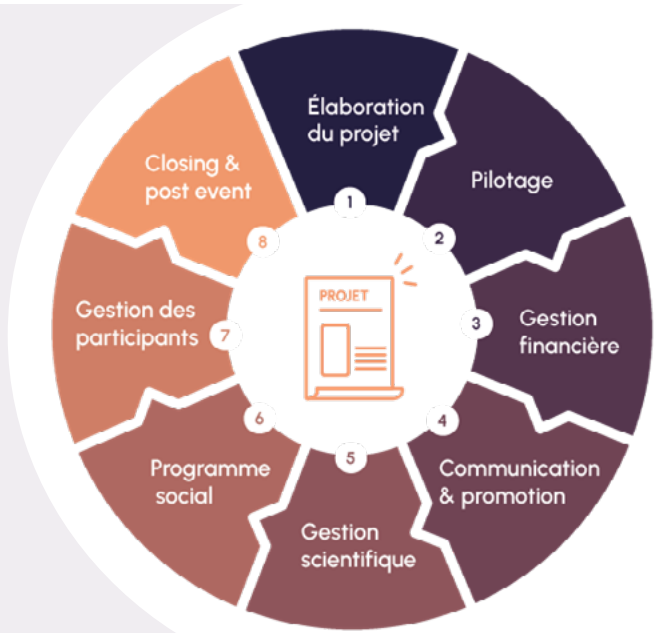 Élaboration
du projet
1
Pilotage
2
Gestion
financière
3
Communication
& promotion
4
Gestion
scientifique
5
Programme
social
6
Gestion des
participants
7
Closing &
post event
8
PROJET